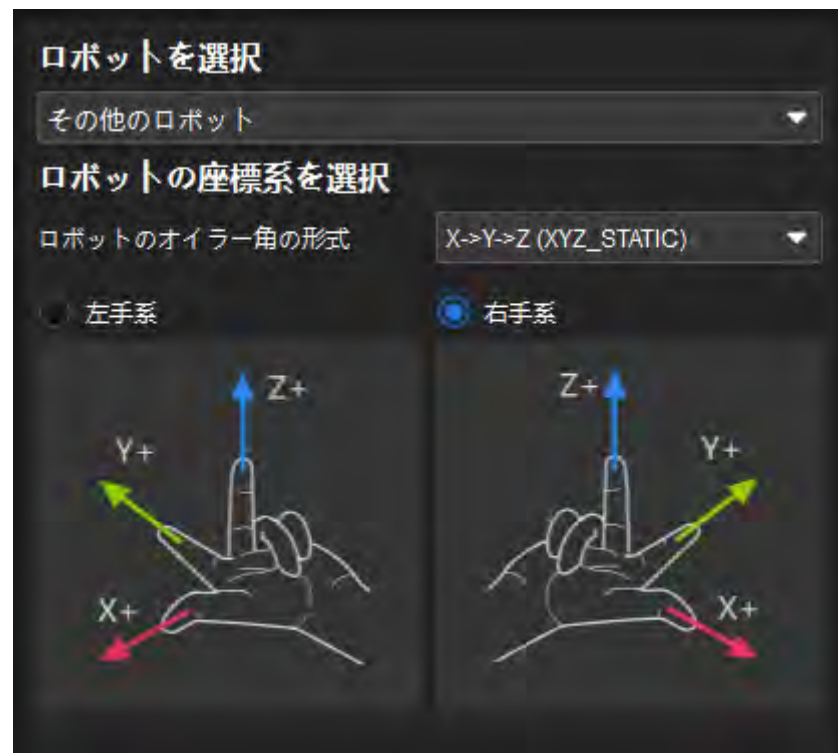 ロボットを選択
その他のロボット
ロボットの座標系を選択
ロボットのオイラー角の形式 X->Y->Z (XYZ_STATIC)
左手系 右手系
Z+ Z+
Y+ Y+
X+ X+